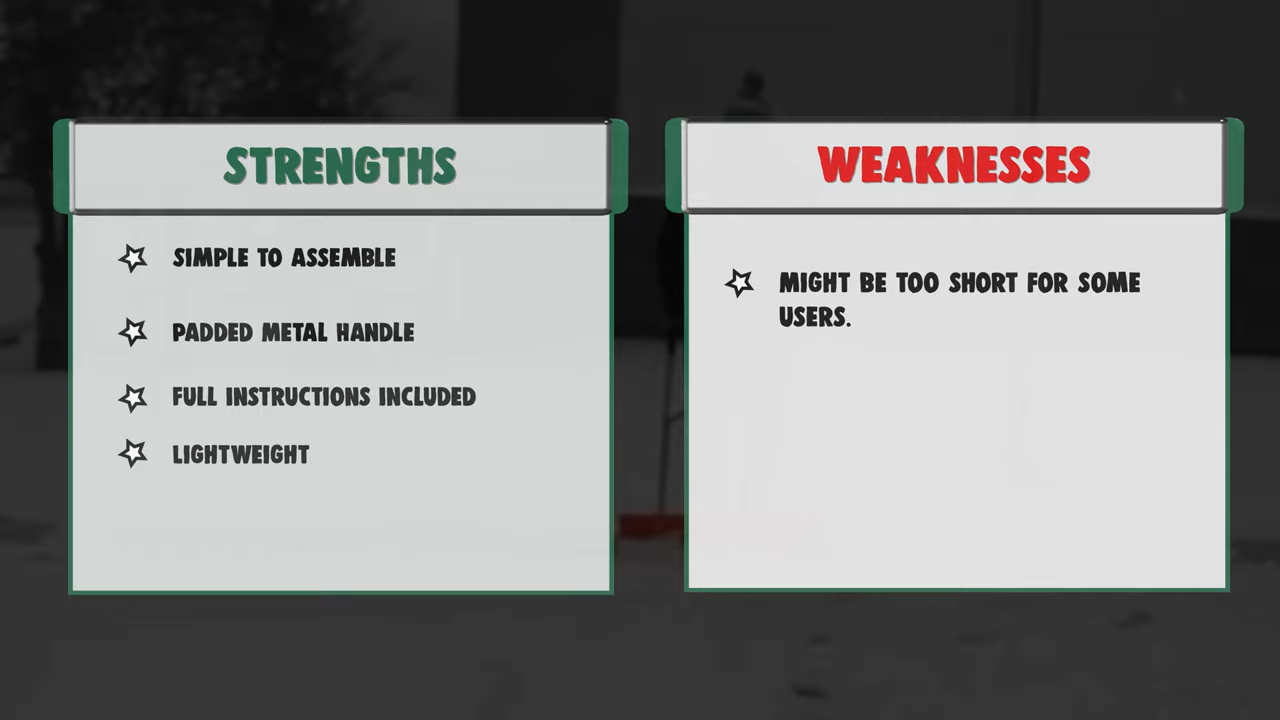 STRENGTHS
SIMPLE TO ASSEMBLE
PADDED METAL HANDLE
FULL INSTRUCTIONS INCLUDED
LIGHTWEIGHT
WEAKNESSES
MIGHT BE TOO SHORT FOR SOME
USERS.